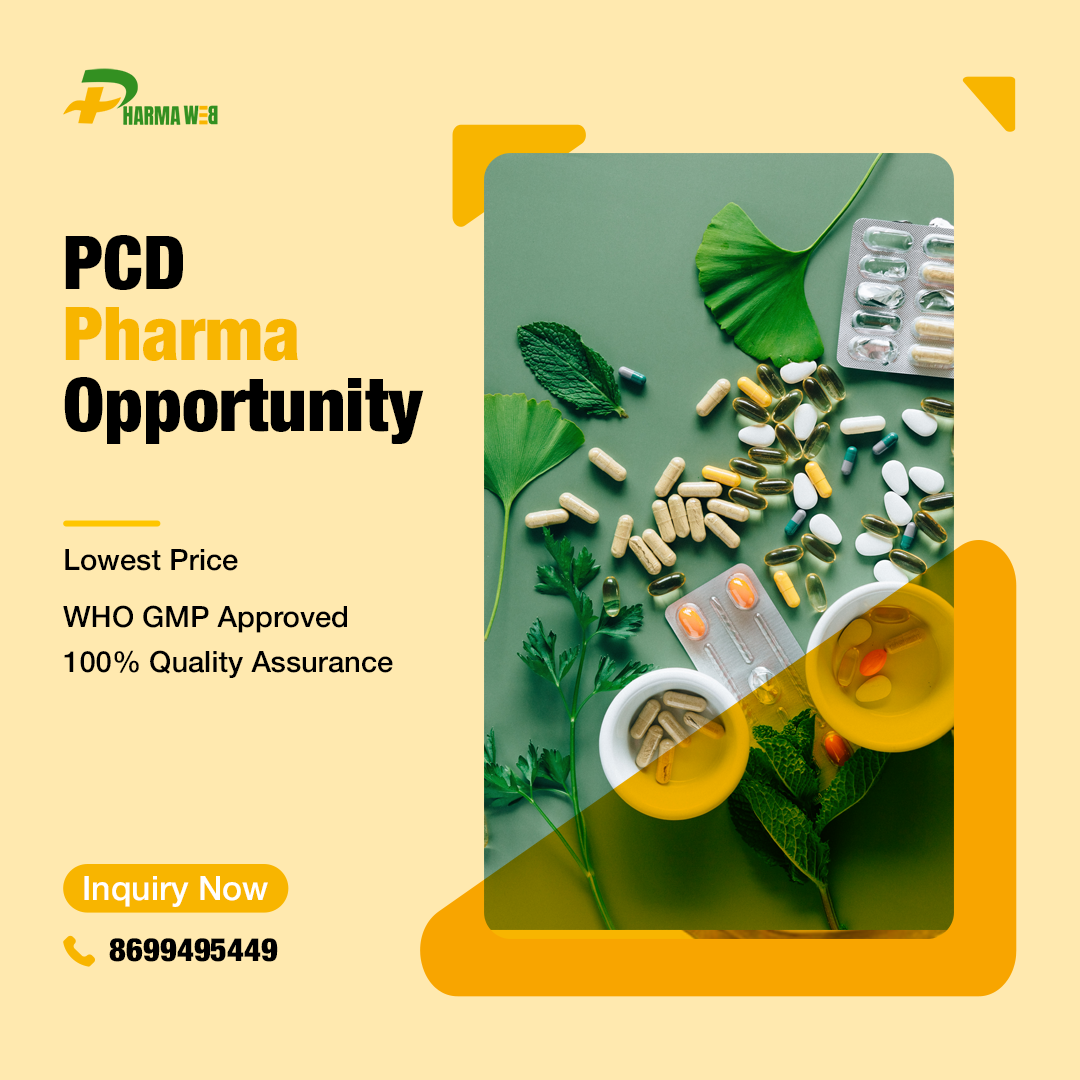 PHARMA WEB
PCD
Pharma
Opportunity
Lowest Price
WHO GMP Approved
100% Quality Assurance
Inquiry Now
8699495449